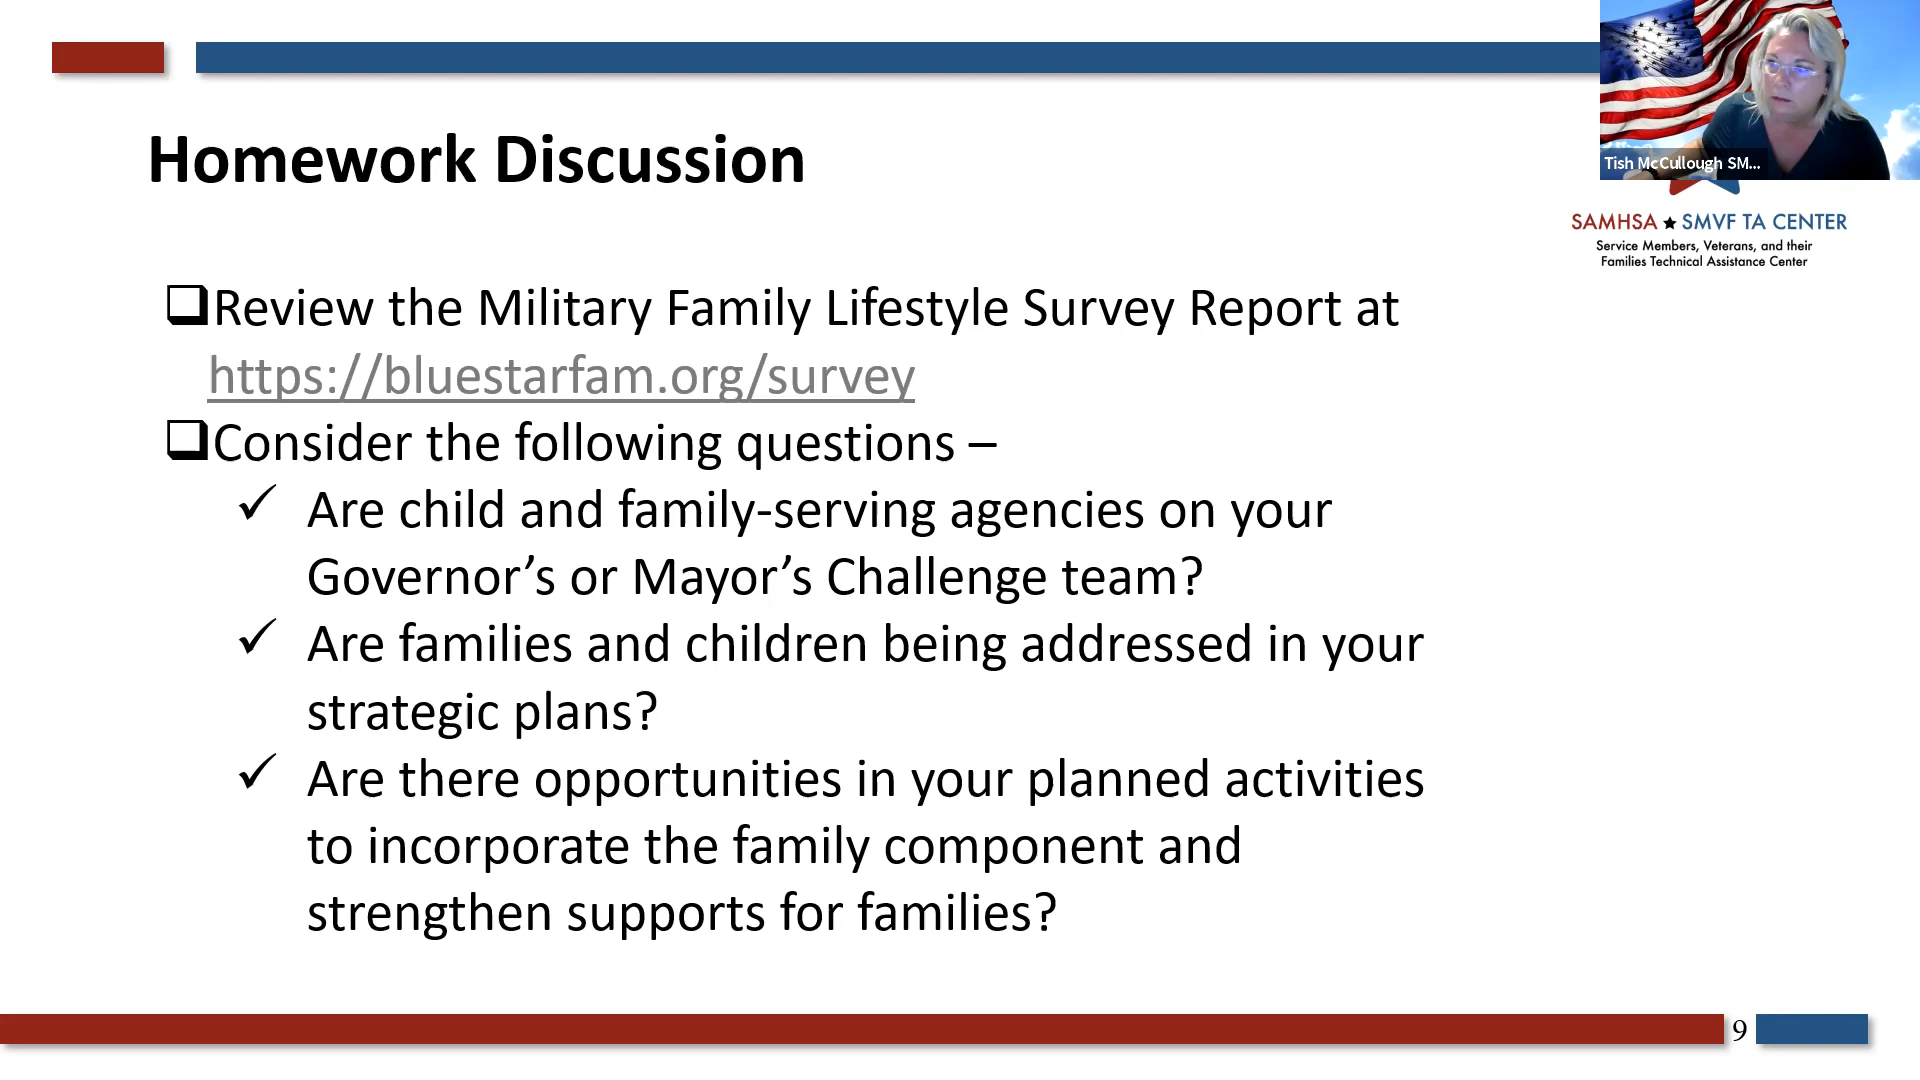 Homework Discussion
Tish McCullough SM...
SAMHSA ★ SMVF TA CENTER
Service Members, Veterans, and their
Families Technical Assistance Center
❑Review the Military Family Lifestyle Survey Report at
https://bluestarfam.org/survey
❑Consider the following questions –
✓ Are child and family-serving agencies on your
Governor’s or Mayor’s Challenge team?
✓ Are families and children being addressed in your
strategic plans?
✓ Are there opportunities in your planned activities
to incorporate the family component and
strengthen supports for families?
9